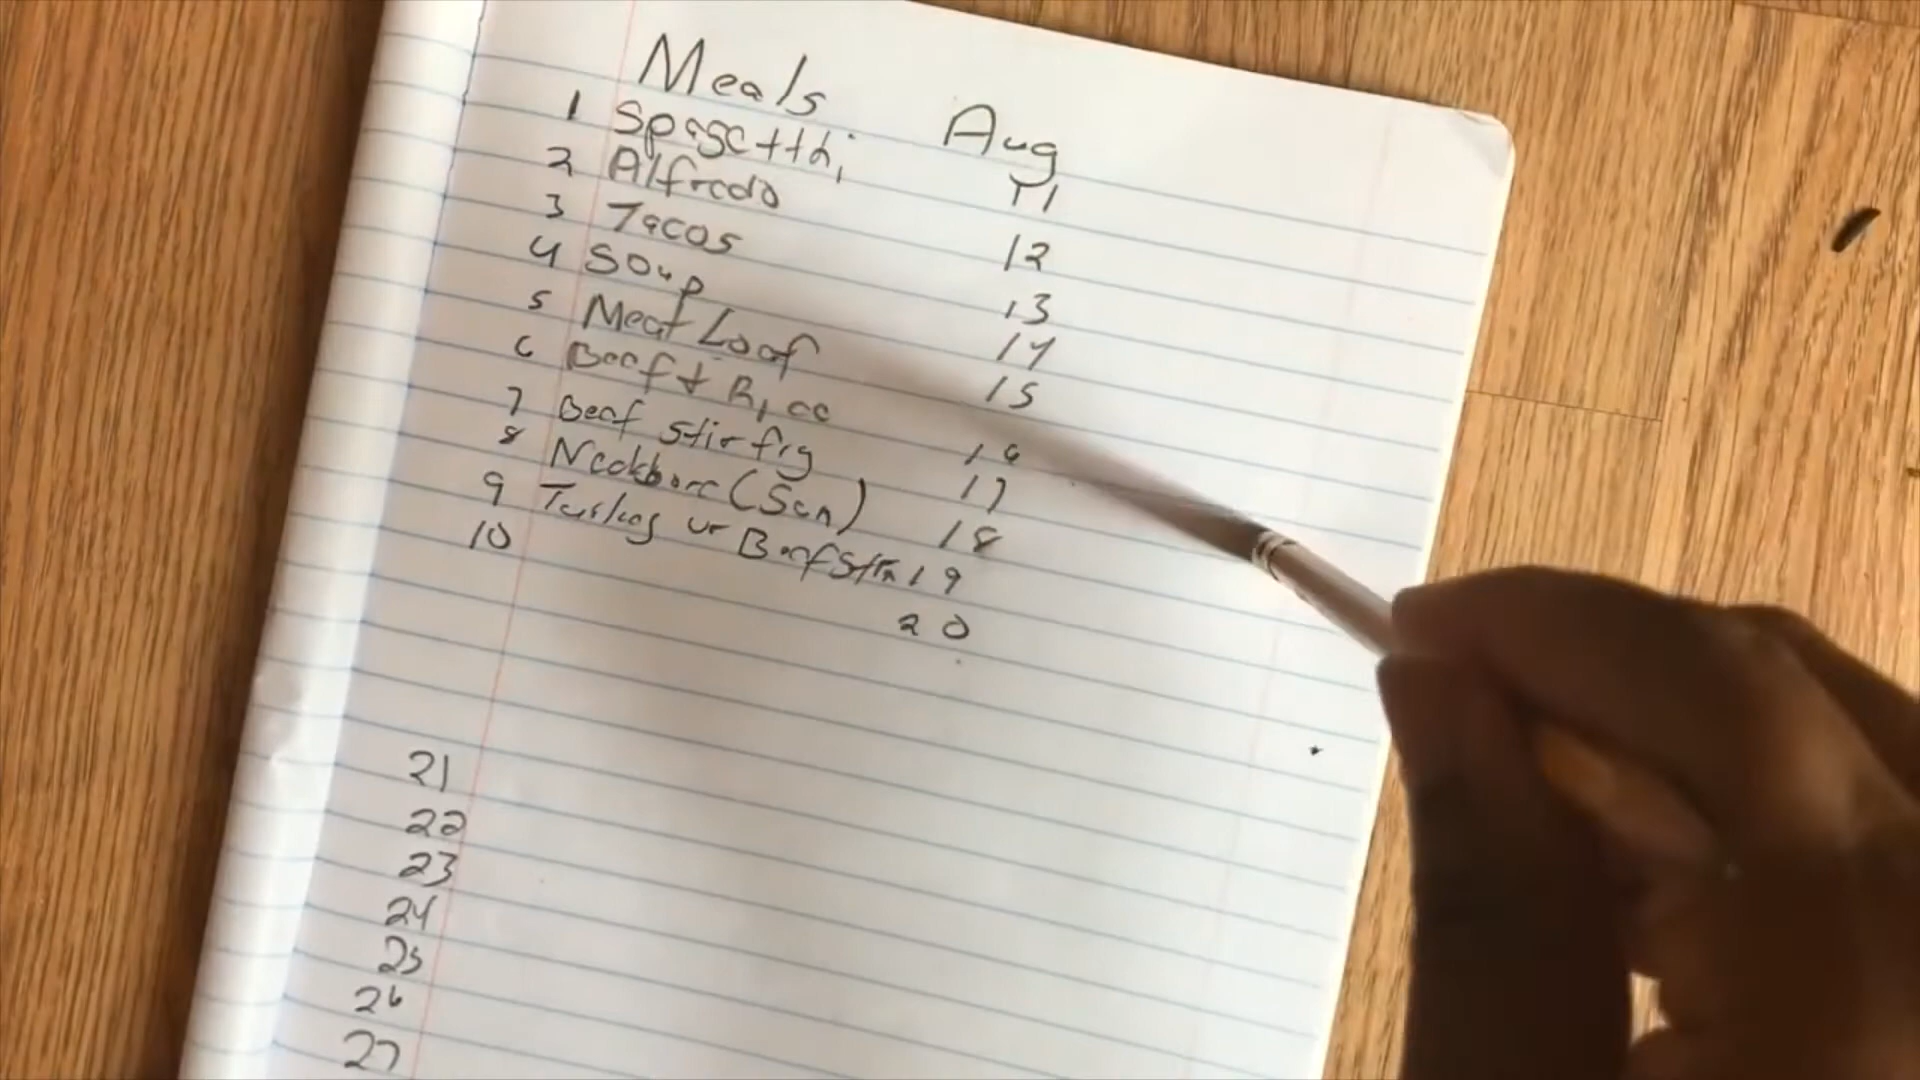 Meals Aug
1 Spagetthi 11
2 Alfredo 12
3 Tacos 13
4 Soup 14
5 Meat Loaf 15
6 Beef + Rice 16
7 Beef Stir fry 17
8 Neckbone (Sun) 18
9 Turkey or Beef 19
10 20
21
22
23
24
25
26
27